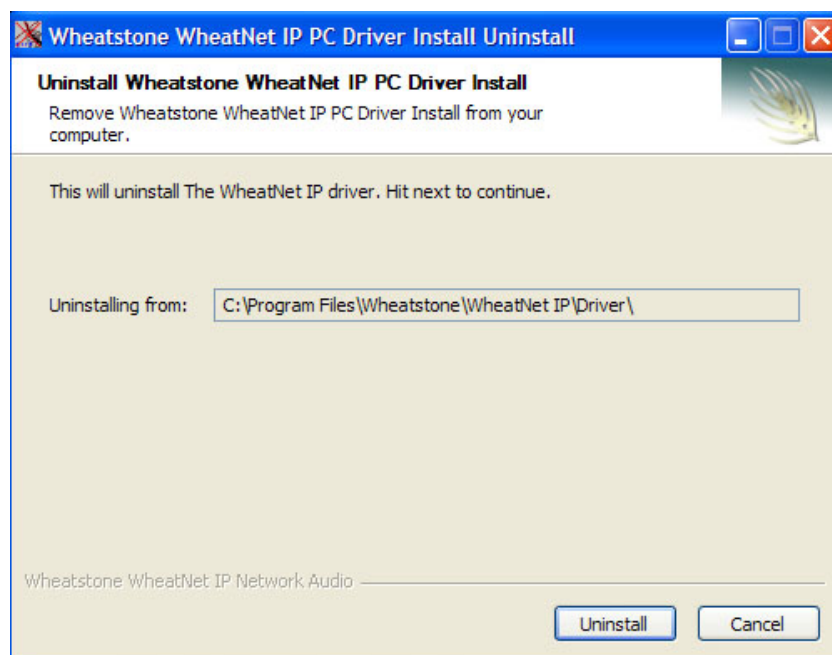 Wheatstone WheatNet IP PC Driver Install Uninstall
Uninstall Wheatstone WheatNet IP PC Driver Install
Remove Wheatstone WheatNet IP PC Driver Install from your
computer.
This will uninstall The WheatNet IP driver. Hit next to continue.
Uninstalling from: C:\Program Files\Wheatstone\WheatNet IP\Driver\
Wheatstone WheatNet IP Network Audio
Uninstall Cancel